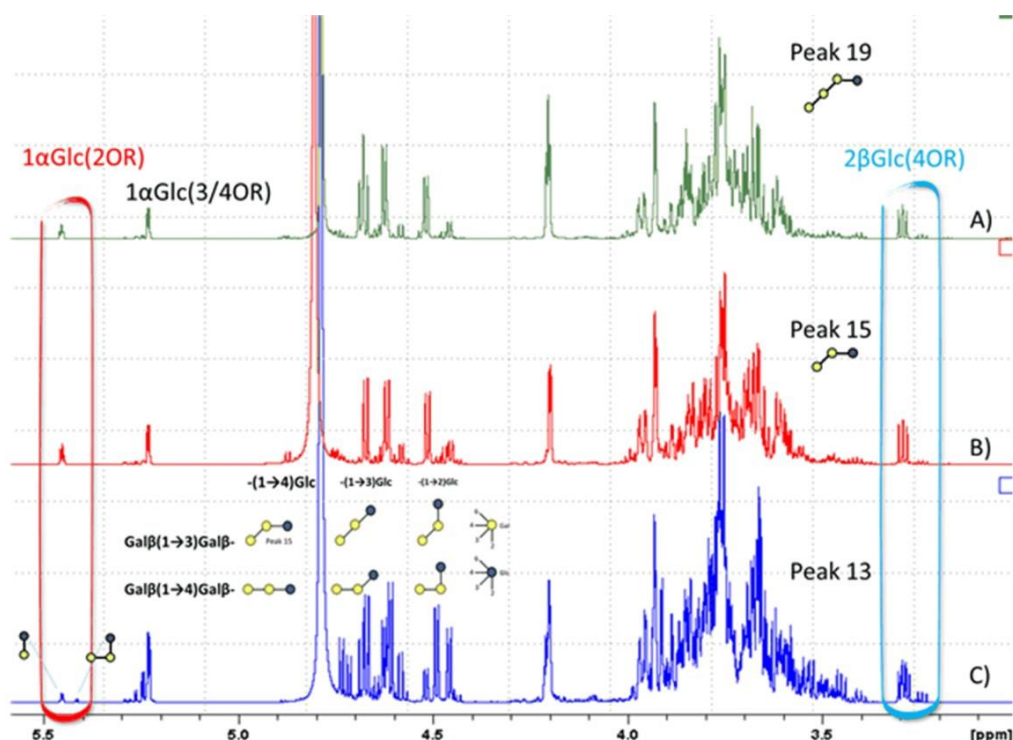 Peak 19
1αGlc(2OR)
1αGlc(3/4OR)
2βGlc(4OR)
A)
Peak 15
B)
-(1→4)Glc -(1→3)Glc -(1→2)Glc
Galβ(1→3)Galβ-
Peak 15
Gal
Galβ(1→4)Galβ-
Peak 13
C)
5.5 5.0 4.5 4.0 3.5 [ppm]